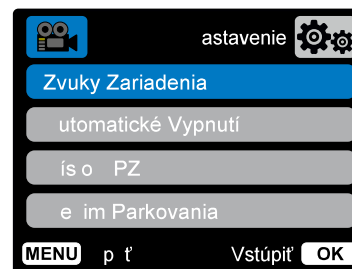 astavenie
Zvuky Zariadenia
utomatické Vypnutí
ís o PZ
e im Parkovania
MENU p ť Vstúpiť OK